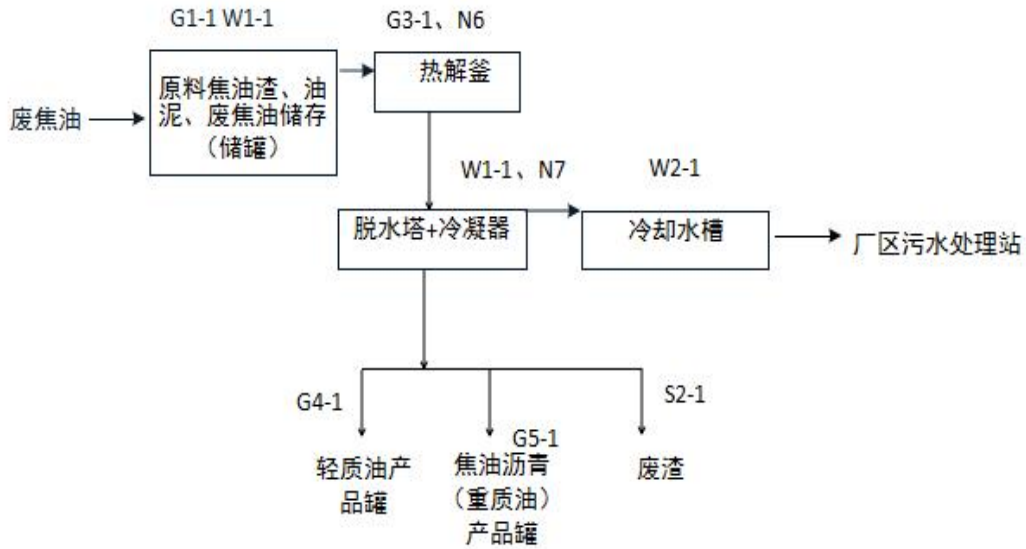 G1-1 W1-1
G3-1、N6
废焦油
原料焦油渣、油
泥、废焦油储存
（储罐）
热解釜
W1-1、N7
W2-1
脱水塔+冷凝器
冷却水槽
厂区污水处理站
G4-1
G5-1
S2-1
轻质油产
品罐
焦油沥青
（重质油）
产品罐
废渣